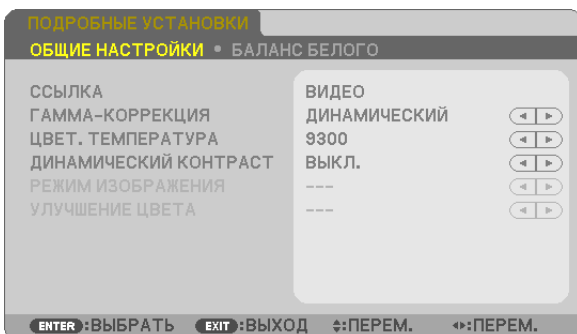 ПОДРОБНЫЕ УСТАНОВКИ
ОБЩИЕ НАСТРОЙКИ • БАЛАНС БЕЛОГО
ССЫЛКА ВИДЕО
ГАММА-КОРРЕКЦИЯ ДИНАМИЧЕСКИЙ
ЦВЕТ. ТЕМПЕРАТУРА 9300
ДИНАМИЧЕСКИЙ КОНТРАСТ ВЫКЛ.
РЕЖИМ ИЗОБРАЖЕНИЯ ---
УЛУЧШЕНИЕ ЦВЕТА ---
ENTER :ВЫБРАТЬ EXIT :ВЫХОД :ПЕРЕМ. :ПЕРЕМ.